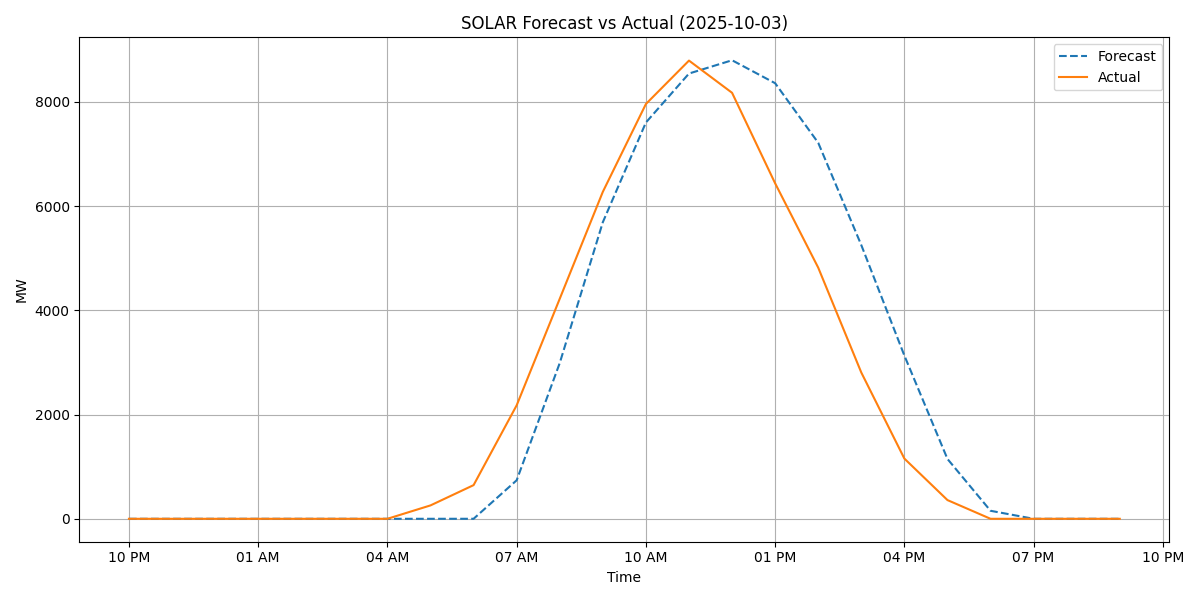 SOLAR Forecast vs Actual (2025-10-03)
Forecast
Actual
MW
8000
6000
4000
2000
0
10 PM 01 AM 04 AM 07 AM 10 AM 01 PM 04 PM 07 PM 10 PM
Time